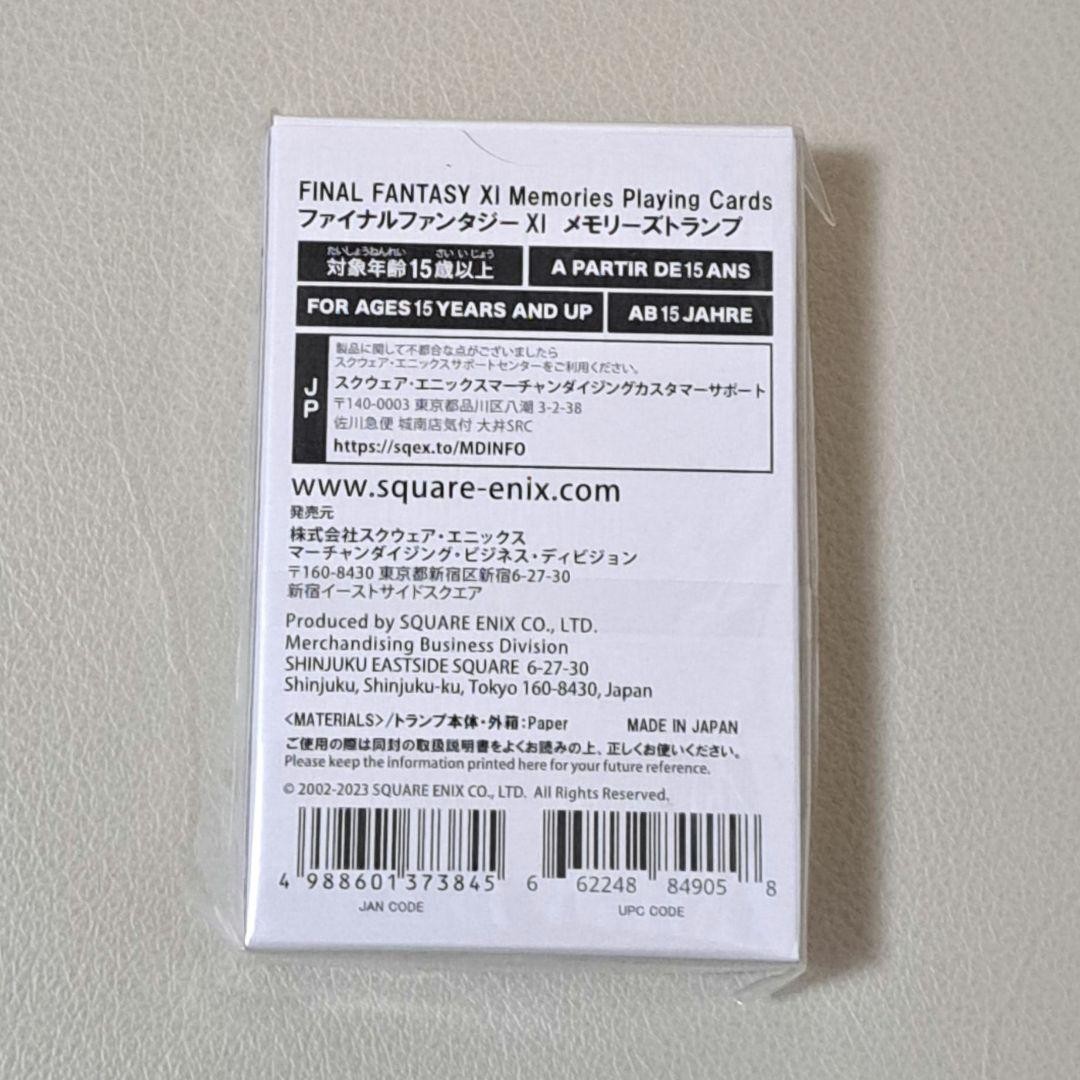 FINAL FANTASY XI Memories Playing Cards
ファイナルファンタジー XI メモリーズトランプ
たいしょうねんれい さい いじょう
対象年齢15歳以上
A PARTIR DE 15 ANS
FOR AGES 15 YEARS AND UP
AB 15 JAHRE
JP
製品に関して不都合な点がございましたら
スクウェア・エニックスサポートセンターをご利用ください。
スクウェア・エニックスマーチャンダイジングカスタマーサポート
〒140-0003 東京都品川区八潮 3-2-38
佐川急便 城南店気付 大井SRC
https://sqex.to/MDINFO
www.square-enix.com
発売元
株式会社スクウェア・エニックス
マーチャンダイジング・ビジネス・ディビジョン
〒160-8430 東京都新宿区新宿6-27-30
新宿イーストサイドスクエア
Produced by SQUARE ENIX CO., LTD.
Merchandising Business Division
SHINJUKU EASTSIDE SQUARE 6-27-30
Shinjuku, Shinjuku-ku, Tokyo 160-8430, Japan
<MATERIALS>/トランプ本体・外箱:Paper MADE IN JAPAN
ご使用の際は同封の取扱説明書をよくお読みの上、正しくお使いください。
Please keep the information printed here for your future reference.
© 2002-2023 SQUARE ENIX CO., LTD. All Rights Reserved.
4 988601 373845
JAN CODE
6 62248 84905 8
UPC CODE